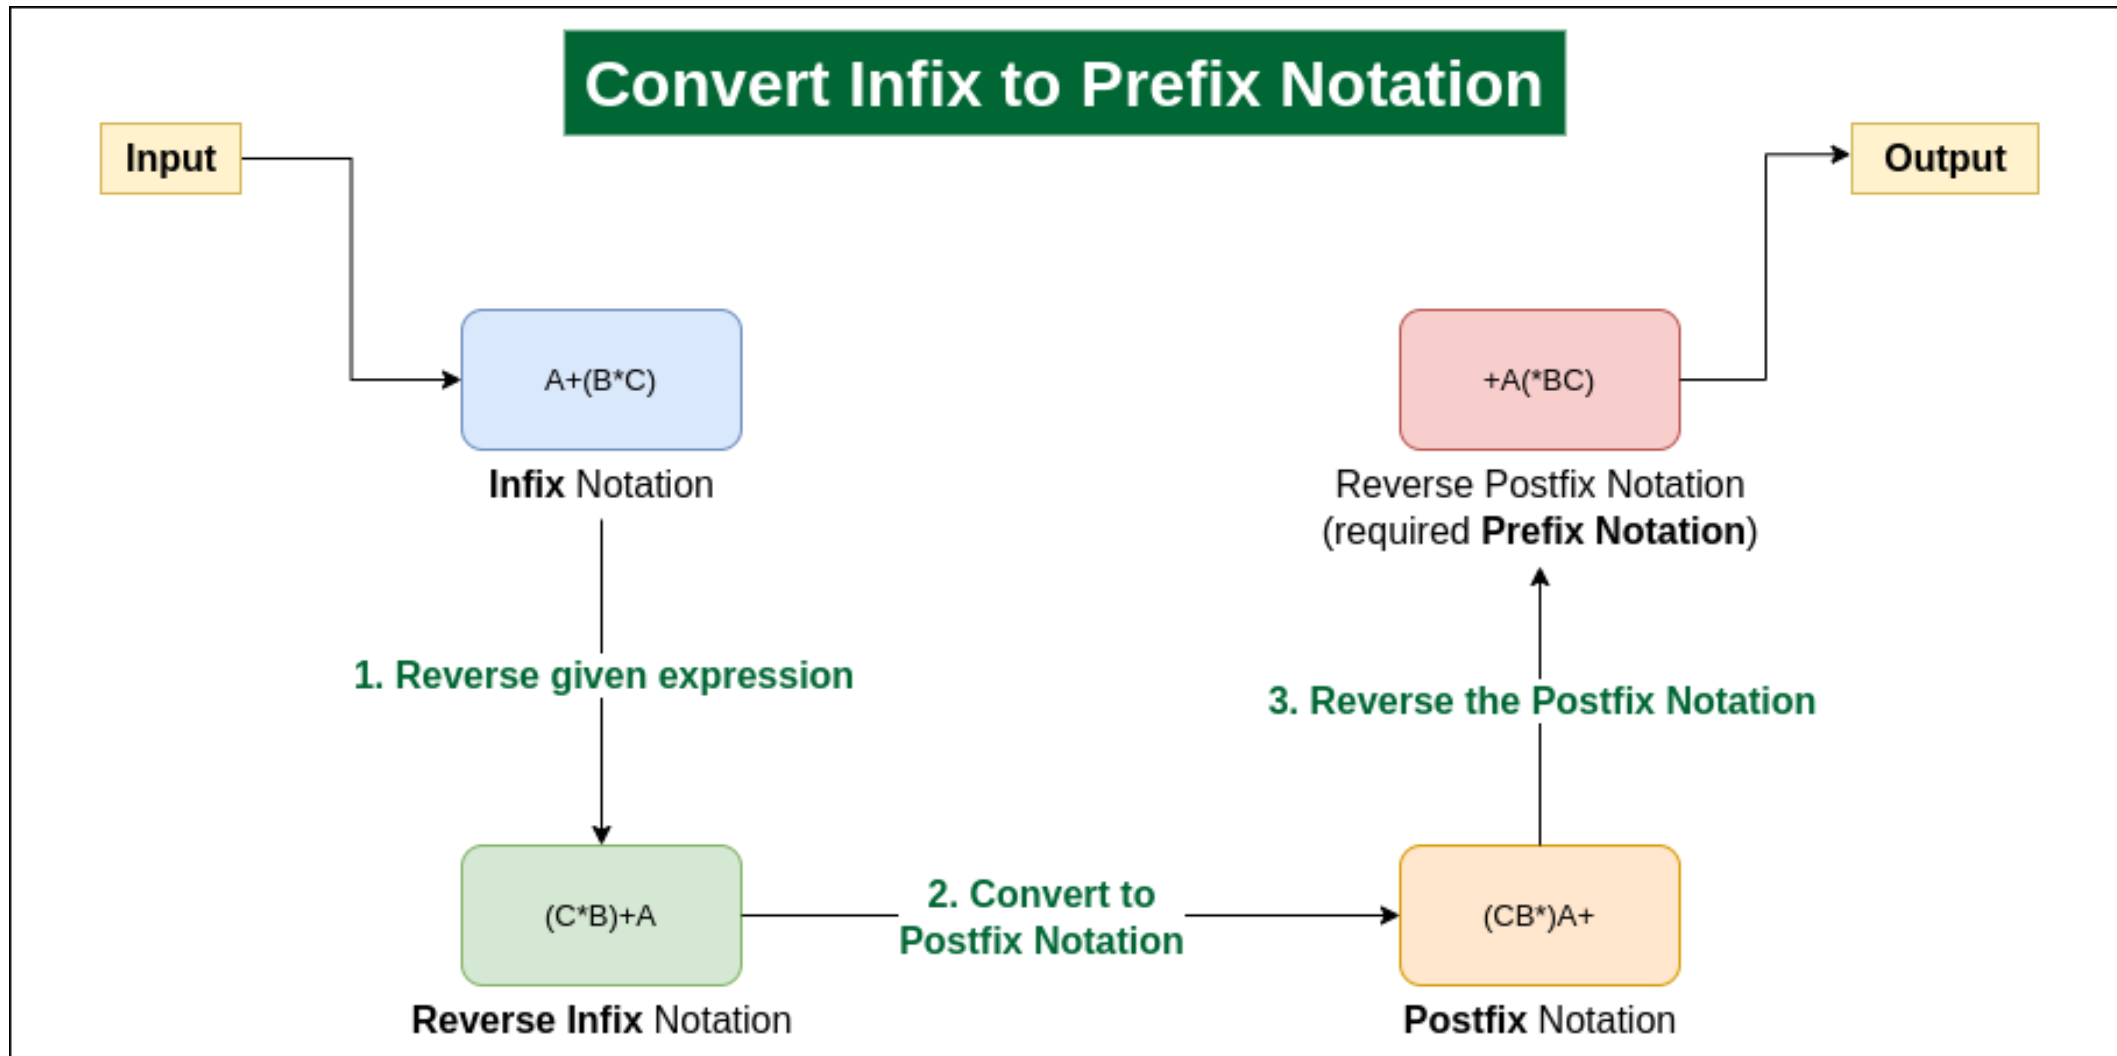 Convert Infix to Prefix Notation
Input
Output
A+(B*C)
Infix Notation
1. Reverse given expression
(C*B)+A
Reverse Infix Notation
2. Convert to
Postfix Notation
(CB*)A+
Postfix Notation
3. Reverse the Postfix Notation
+A(*BC)
Reverse Postfix Notation
(required Prefix Notation)